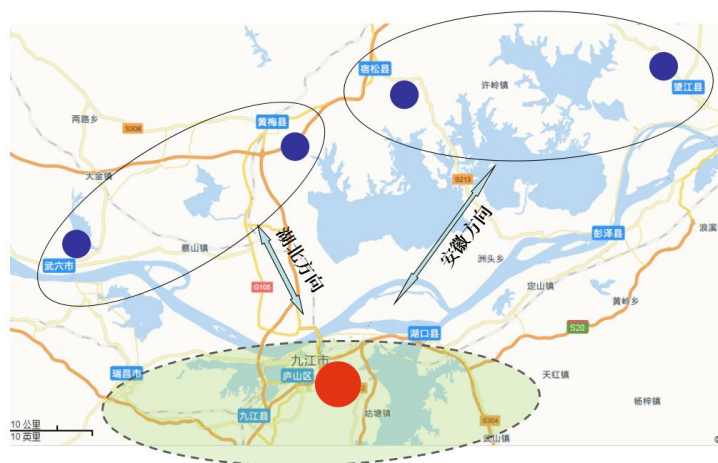 宿松县
许岭镇
望江县
两路乡
S308
黄梅县
大金镇
S213
武穴市
蔡山镇
湖北方向
安徽方向
彭泽县
浪溪
洲头乡
G105
定山镇
黄岭乡
湖口县
S20
九江市
瑞昌市
庐山区
天红镇
九江县
姑塘镇
杨梓镇
S304
流山镇
10 公里
10 英里